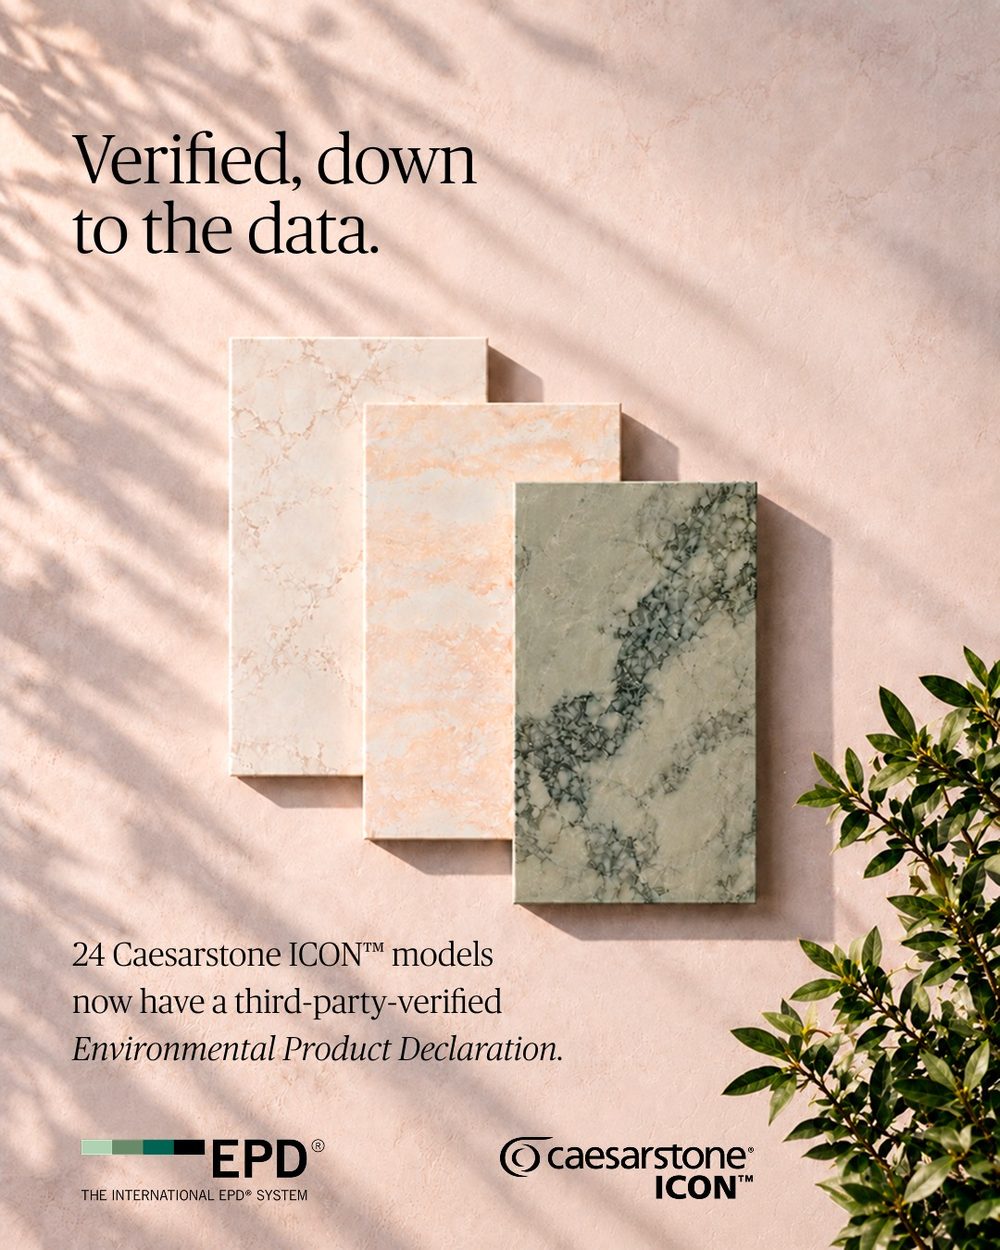 Verified, down
to the data.
24 Caesarstone ICON™ models
now have a third-party-verified
Environmental Product Declaration.
EPD®
THE INTERNATIONAL EPD® SYSTEM
caesarstone®
ICON™